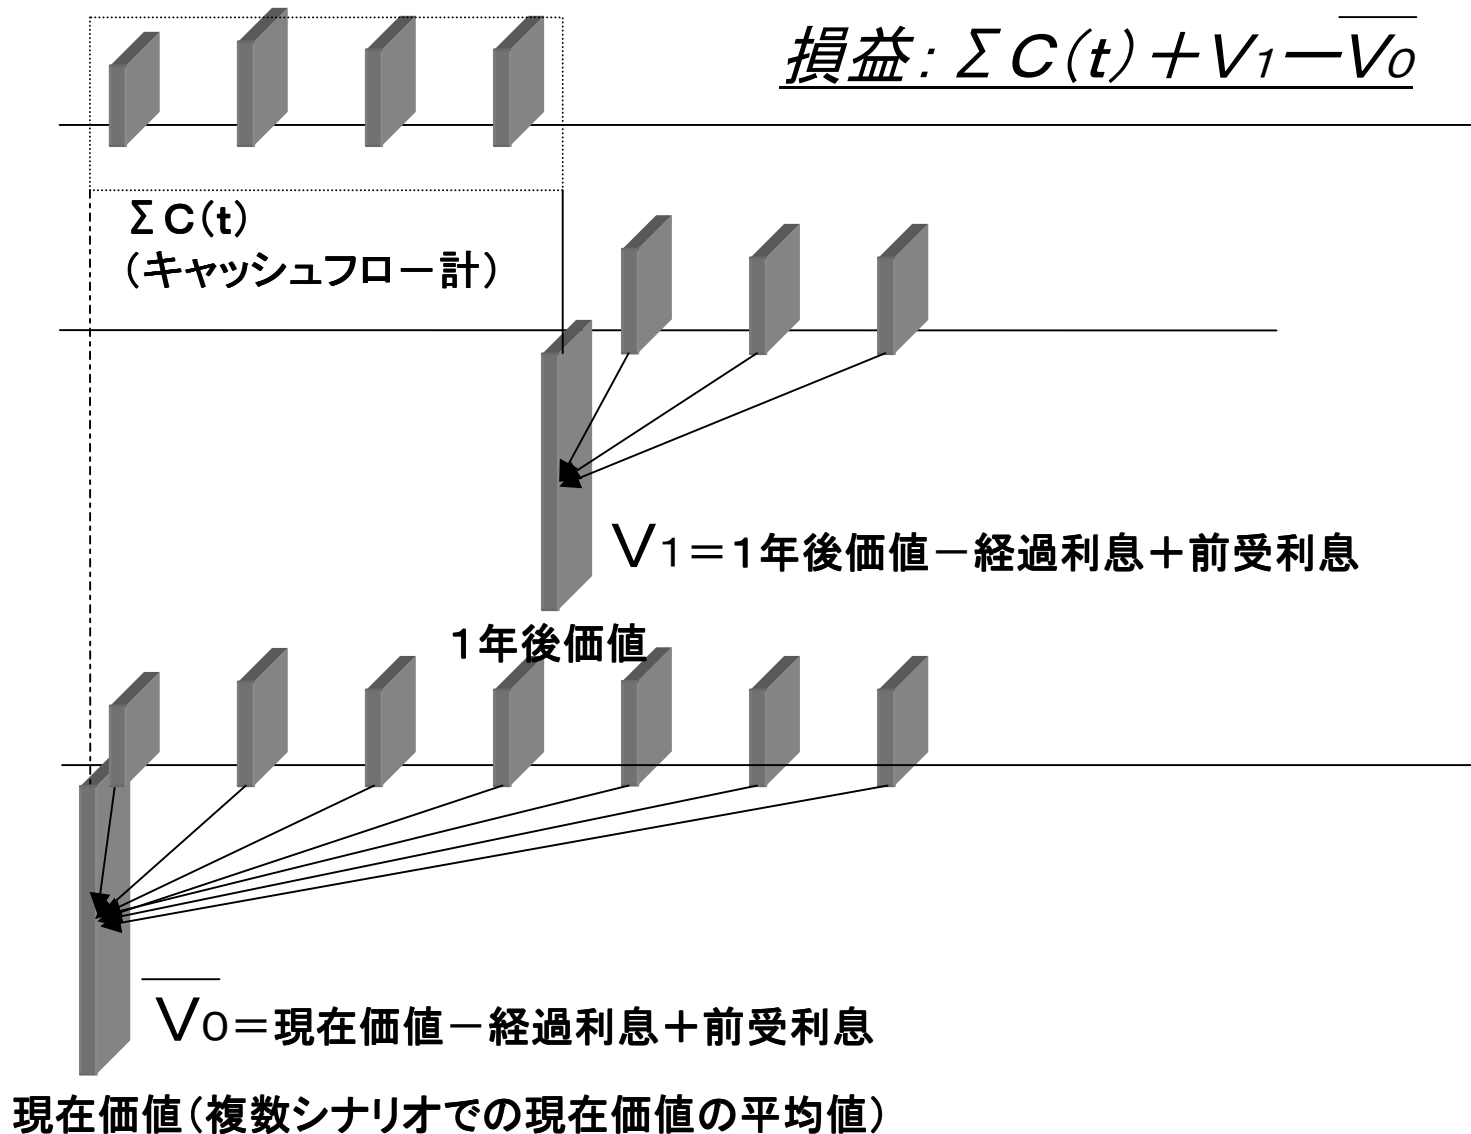 損益：ΣC(t)＋V₁－V̅₀
ΣC(t)
（キャッシュフロー計）
V₁＝1年後価値－経過利息＋前受利息
1年後価値
V̅₀＝現在価値－経過利息＋前受利息
現在価値（複数シナリオでの現在価値の平均値）